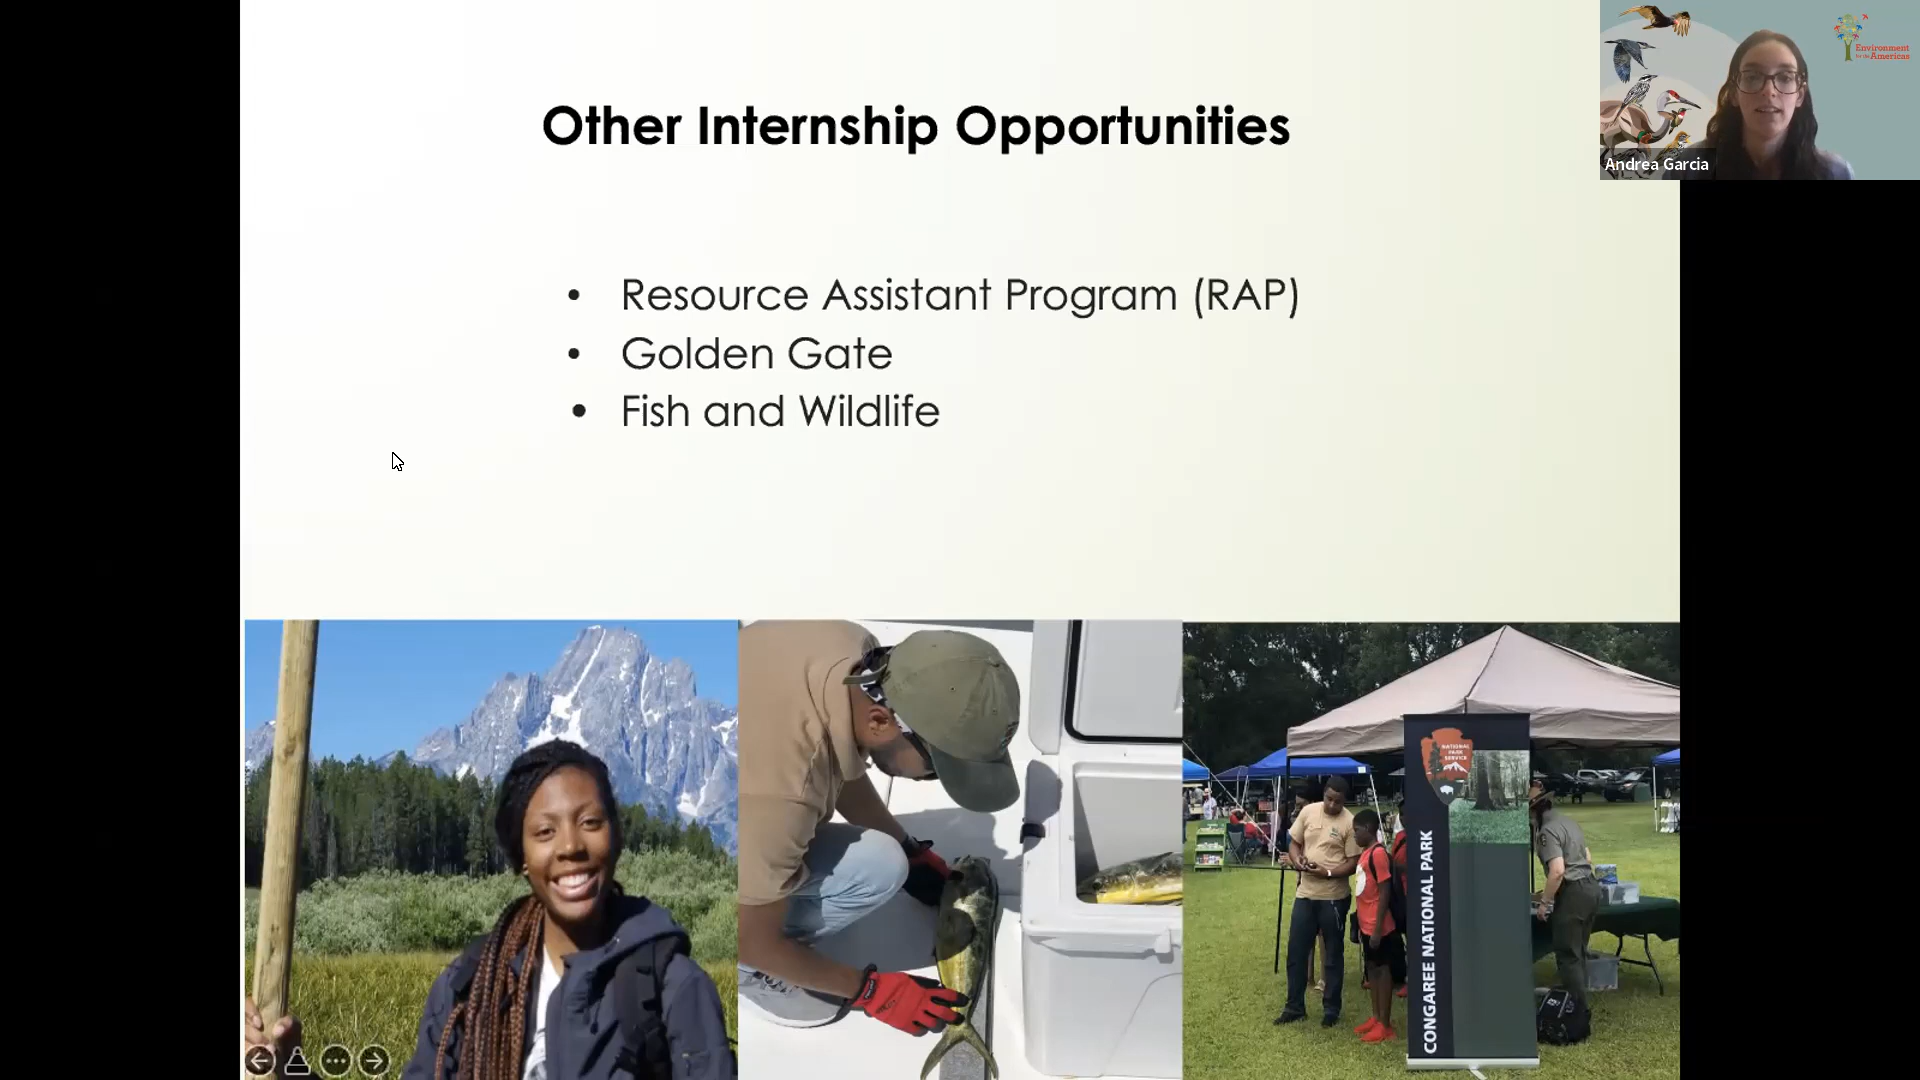 Other Internship Opportunities
Environment
for the Americas
Andrea Garcia
• Resource Assistant Program (RAP)
• Golden Gate
• Fish and Wildlife
NATIONAL
PARK
SERVICE
CONGAREE NATIONAL PARK